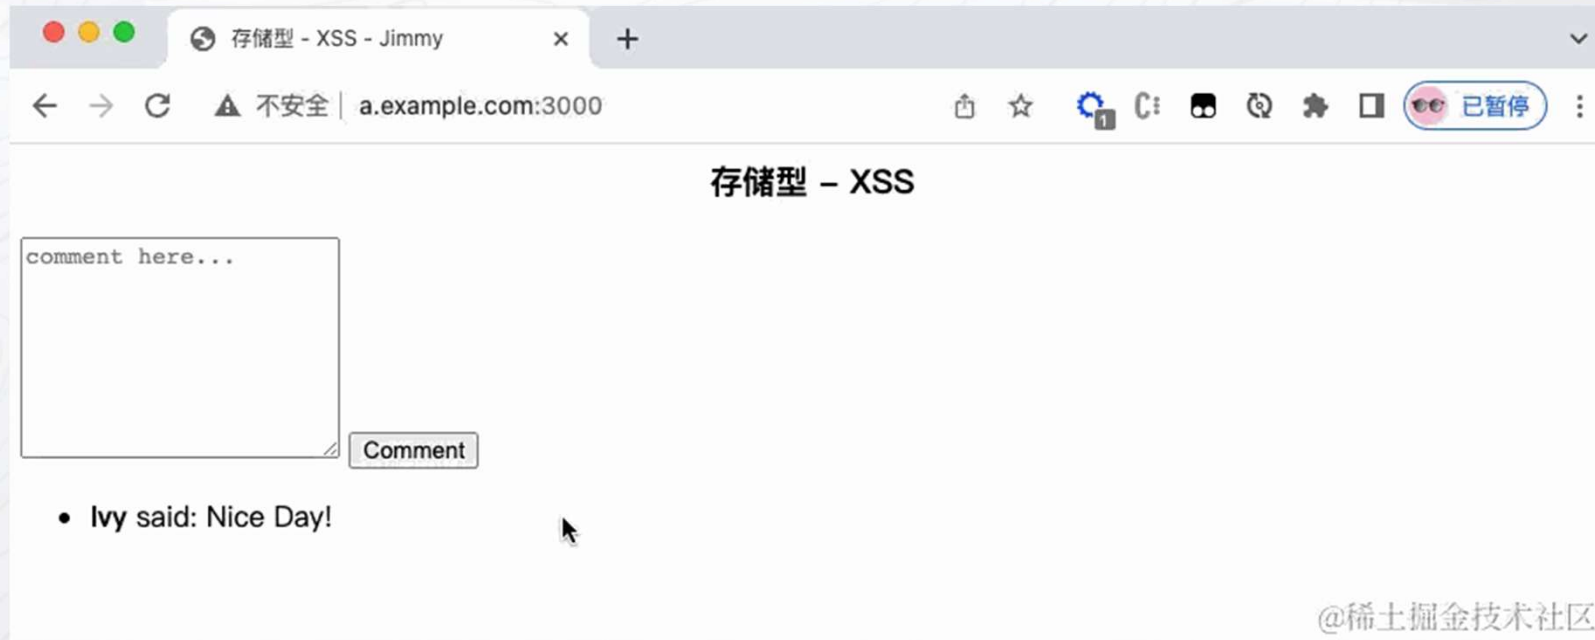 存储型 - XSS - Jimmy
不安全 | a.example.com:3000
1
已暂停
存储型 – XSS
comment here...
Comment
Ivy said: Nice Day!
@稀土掘金技术社区